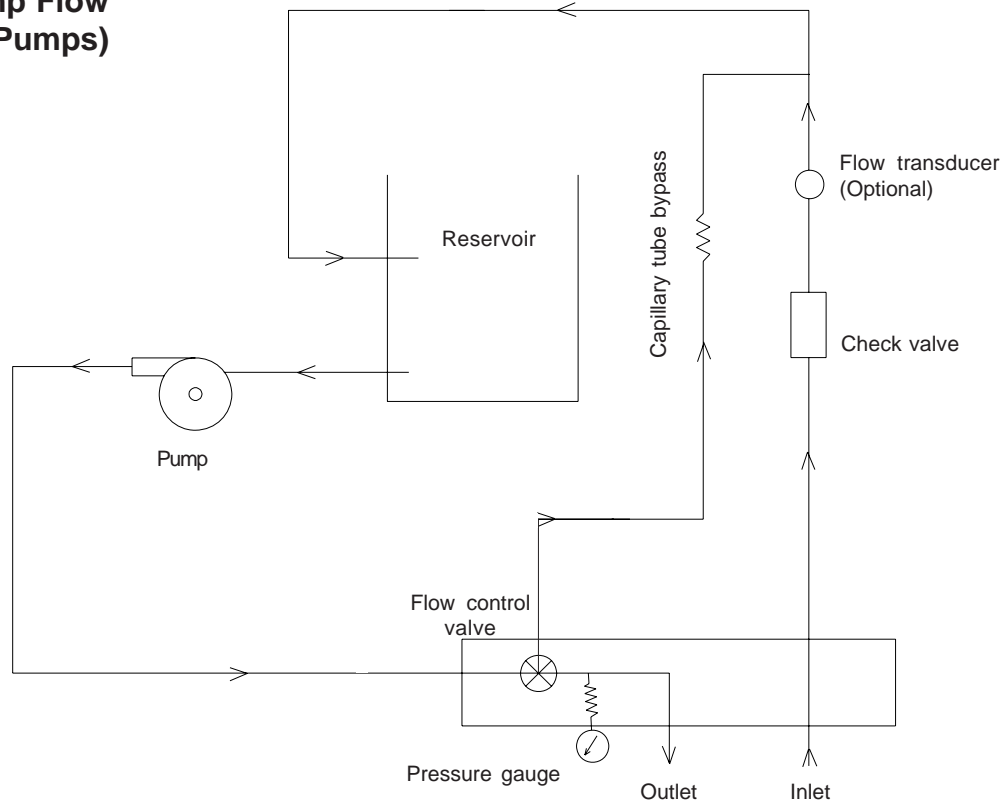 Flow
Pumps)
Flow transducer
(Optional)
Capillary tube bypass
Reservoir
Check valve
Pump
Flow control
valve
Pressure gauge
Outlet
Inlet